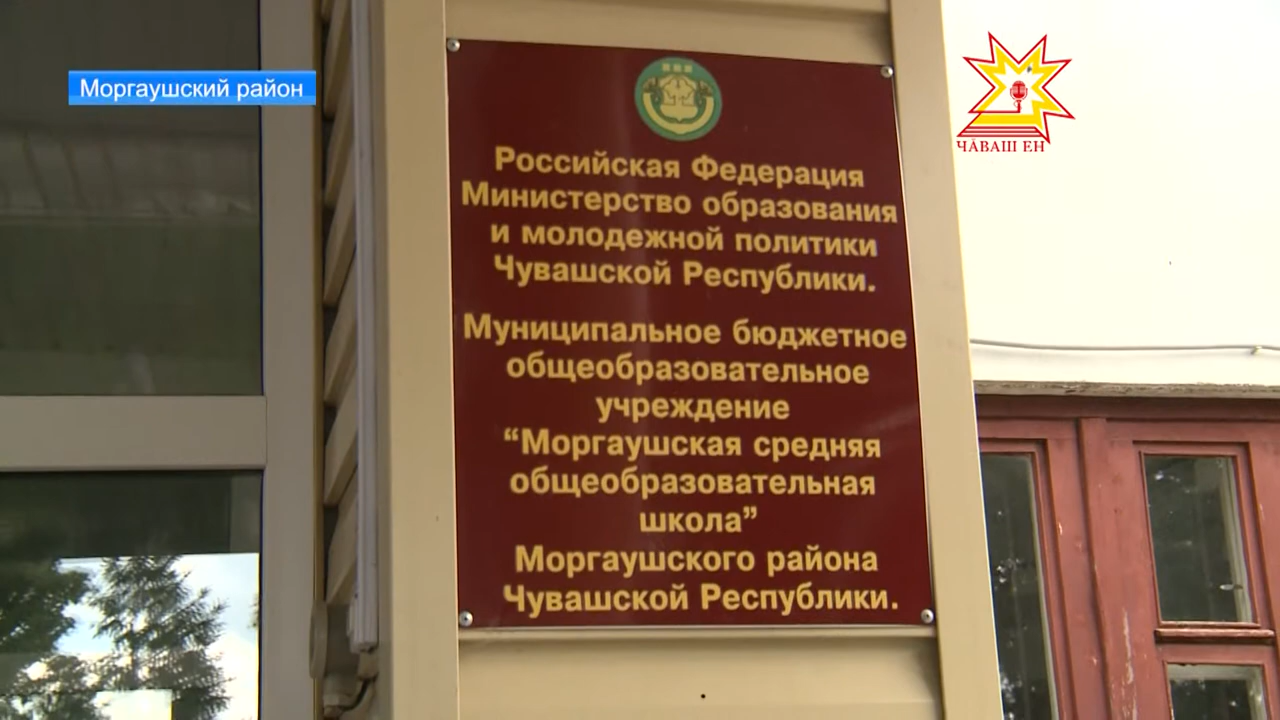 Моргаушский район
ЧӐВАШ ЕН
Российская Федерация
Министерство образования
и молодежной политики
Чувашской Республики.
Муниципальное бюджетное
общеобразовательное
учреждение
“Моргаушская средняя
общеобразовательная
школа”
Моргаушского района
Чувашской Республики.